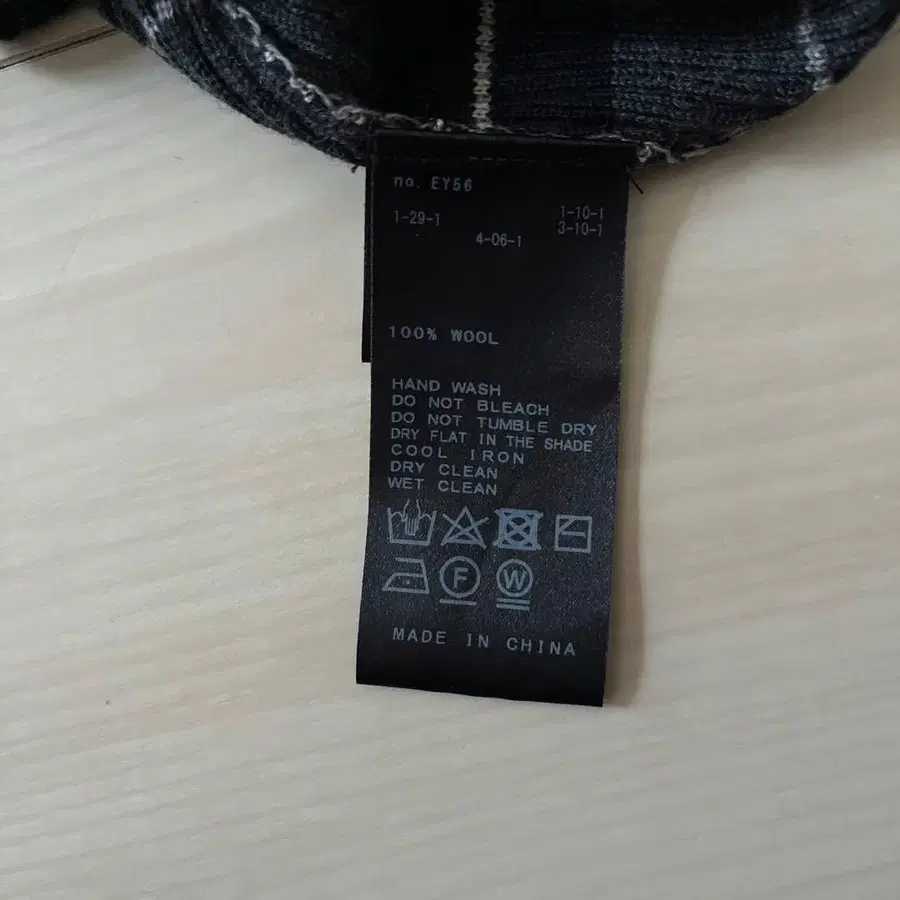 no. EY56
1-29-1 1-10-1
4-06-1 3-10-1
100% WOOL
HAND WASH
DO NOT BLEACH
DO NOT TUMBLE DRY
DRY FLAT IN THE SHADE
COOL IRON
DRY CLEAN
WET CLEAN
F W
MADE IN CHINA